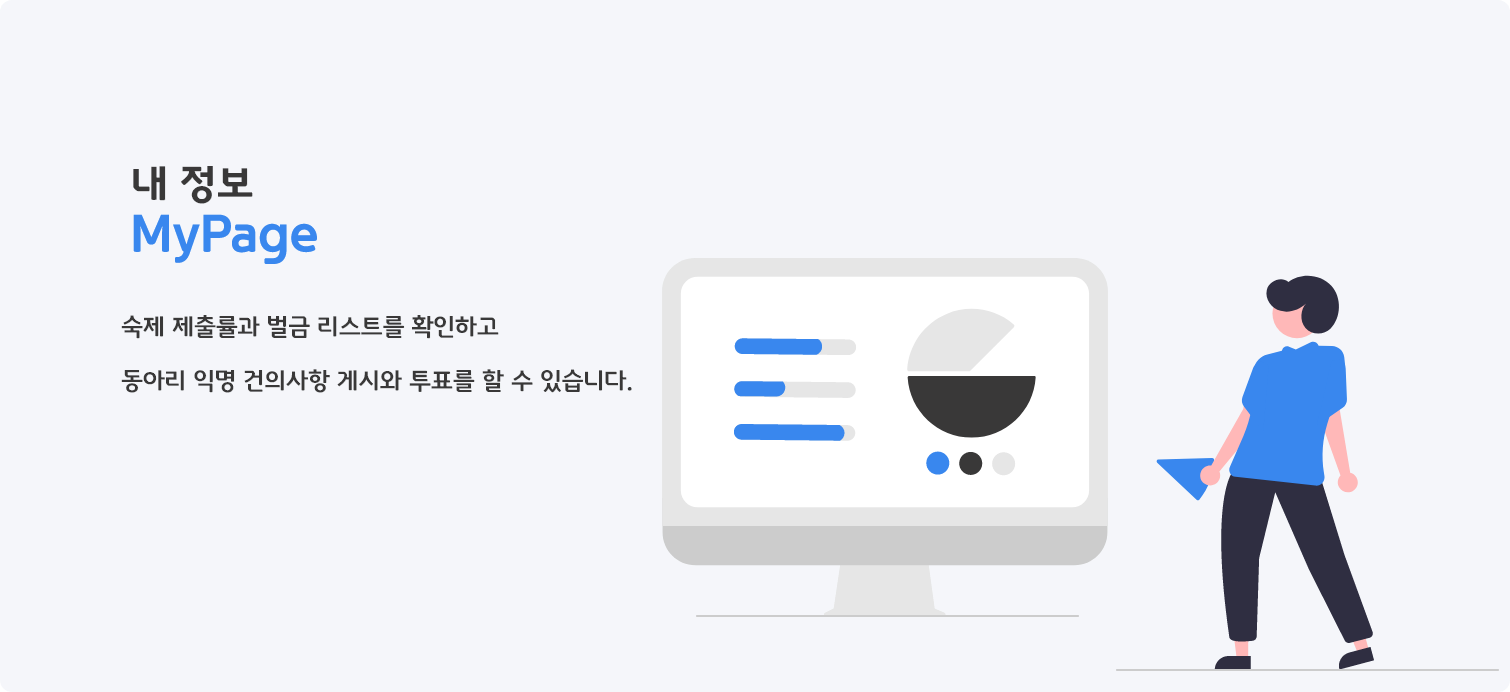 내 정보
MyPage
숙제 제출률과 벌금 리스트를 확인하고
동아리 익명 건의사항 게시와 투표를 할 수 있습니다.